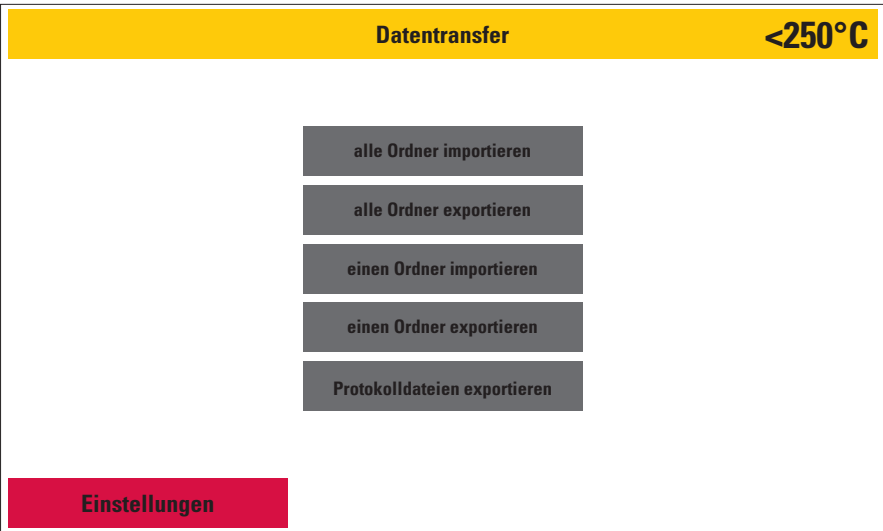 Datentransfer
<250°C
alle Ordner importieren
alle Ordner exportieren
einen Ordner importieren
einen Ordner exportieren
Protokolldateien exportieren
Einstellungen